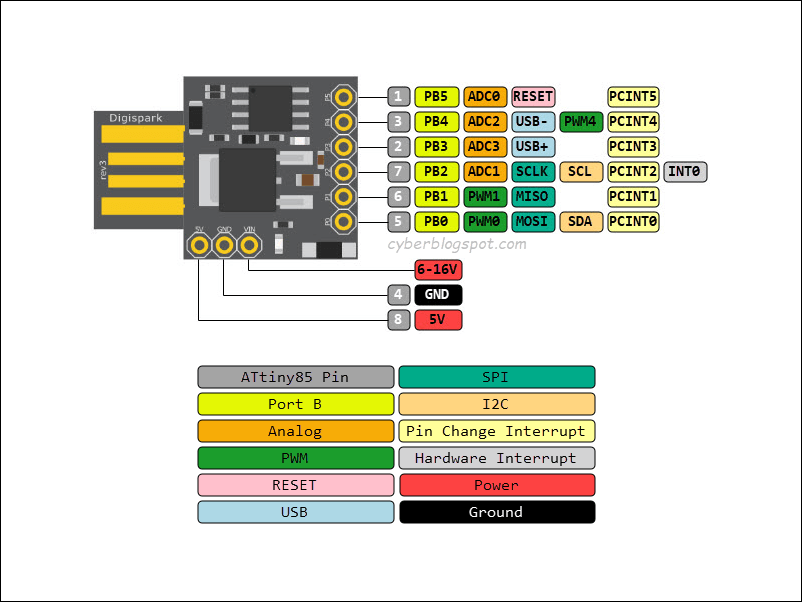 Digispark
rev3
P5
P4
P3
P2
P1
P0
5V GND VIN
1 PB5 ADC0 RESET PCINT5
3 PB4 ADC2 USB- PWM4 PCINT4
2 PB3 ADC3 USB+ PCINT3
7 PB2 ADC1 SCLK SCL PCINT2 INT0
6 PB1 PWM1 MISO PCINT1
5 PB0 PWM0 MOSI SDA PCINT0
cyberblogspot.com
6-16V
4 GND
8 5V
ATtiny85 Pin SPI
Port B I2C
Analog Pin Change Interrupt
PWM Hardware Interrupt
RESET Power
USB Ground